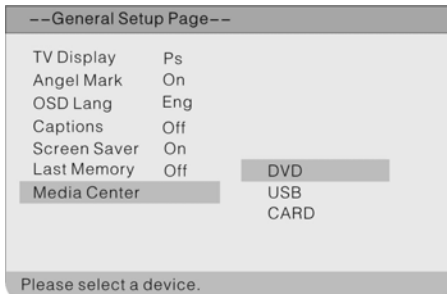 --General Setup Page--
TV Display Ps
Angel Mark On
OSD Lang Eng
Captions Off
Screen Saver On
Last Memory Off DVD
Media Center USB
CARD
Please select a device.